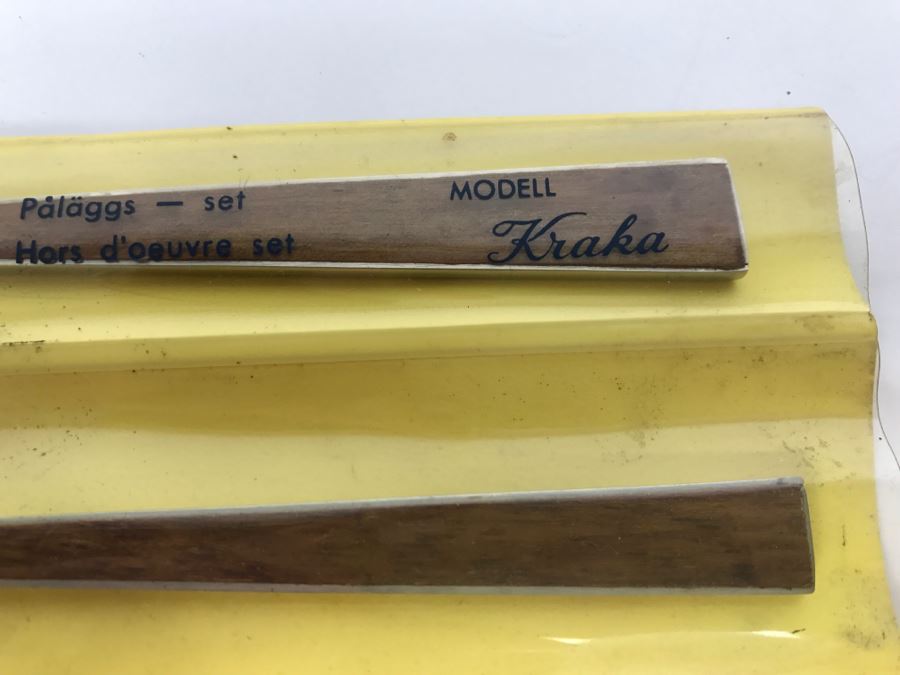 Påläggs — set
Hors d'oeuvre set
MODELL
Kraka